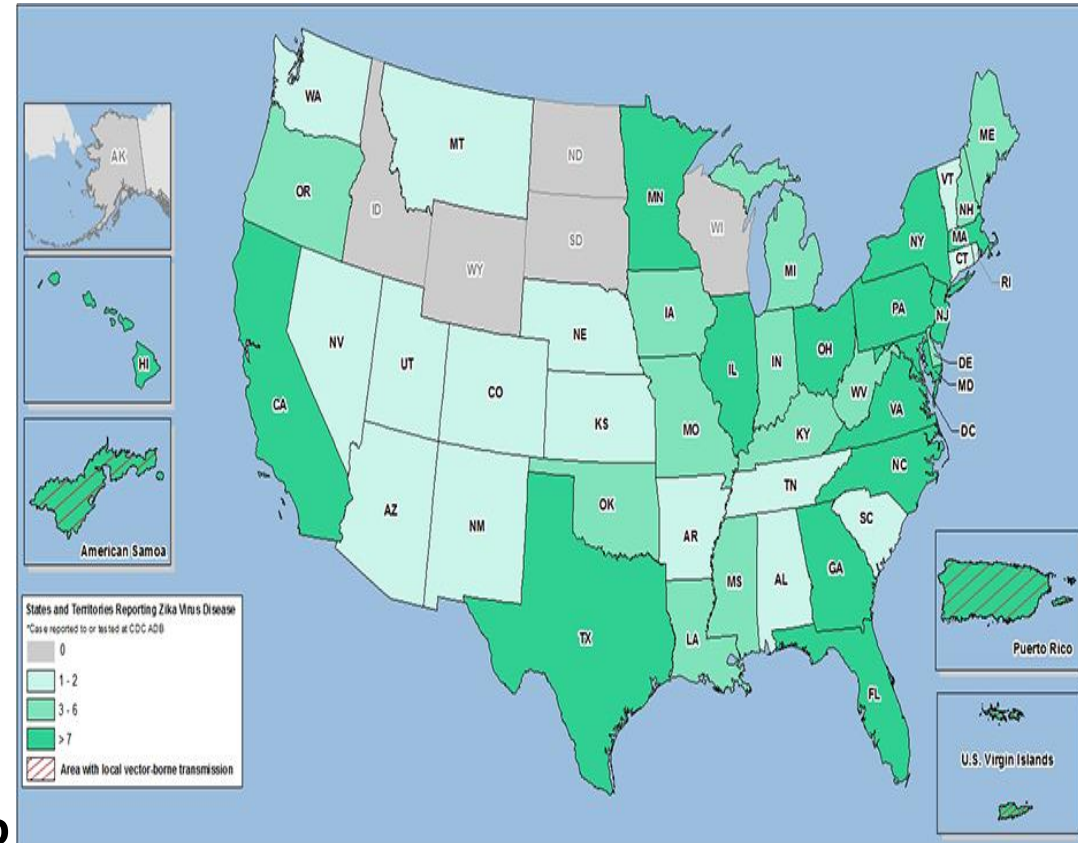 WA
MT
ND
MN
ME
AK
VT
OR
ID
SD
WI
NH
NY
MA
WY
CT
MI
RI
IA
PA
NJ
NE
NV
OH
HI
UT
IL
IN
DE
CO
MD
CA
WV
VA
KS
MO
DC
KY
NC
TN
AZ
OK
NM
AR
SC
American Samoa
MS
AL
GA
States and Territories Reporting Zika Virus Disease
*Case reported to or tested at CDC ADB
0
1 - 2
3 - 6
> 7
Area with local vector-borne transmission
TX
LA
Puerto Rico
FL
U.S. Virgin Islands